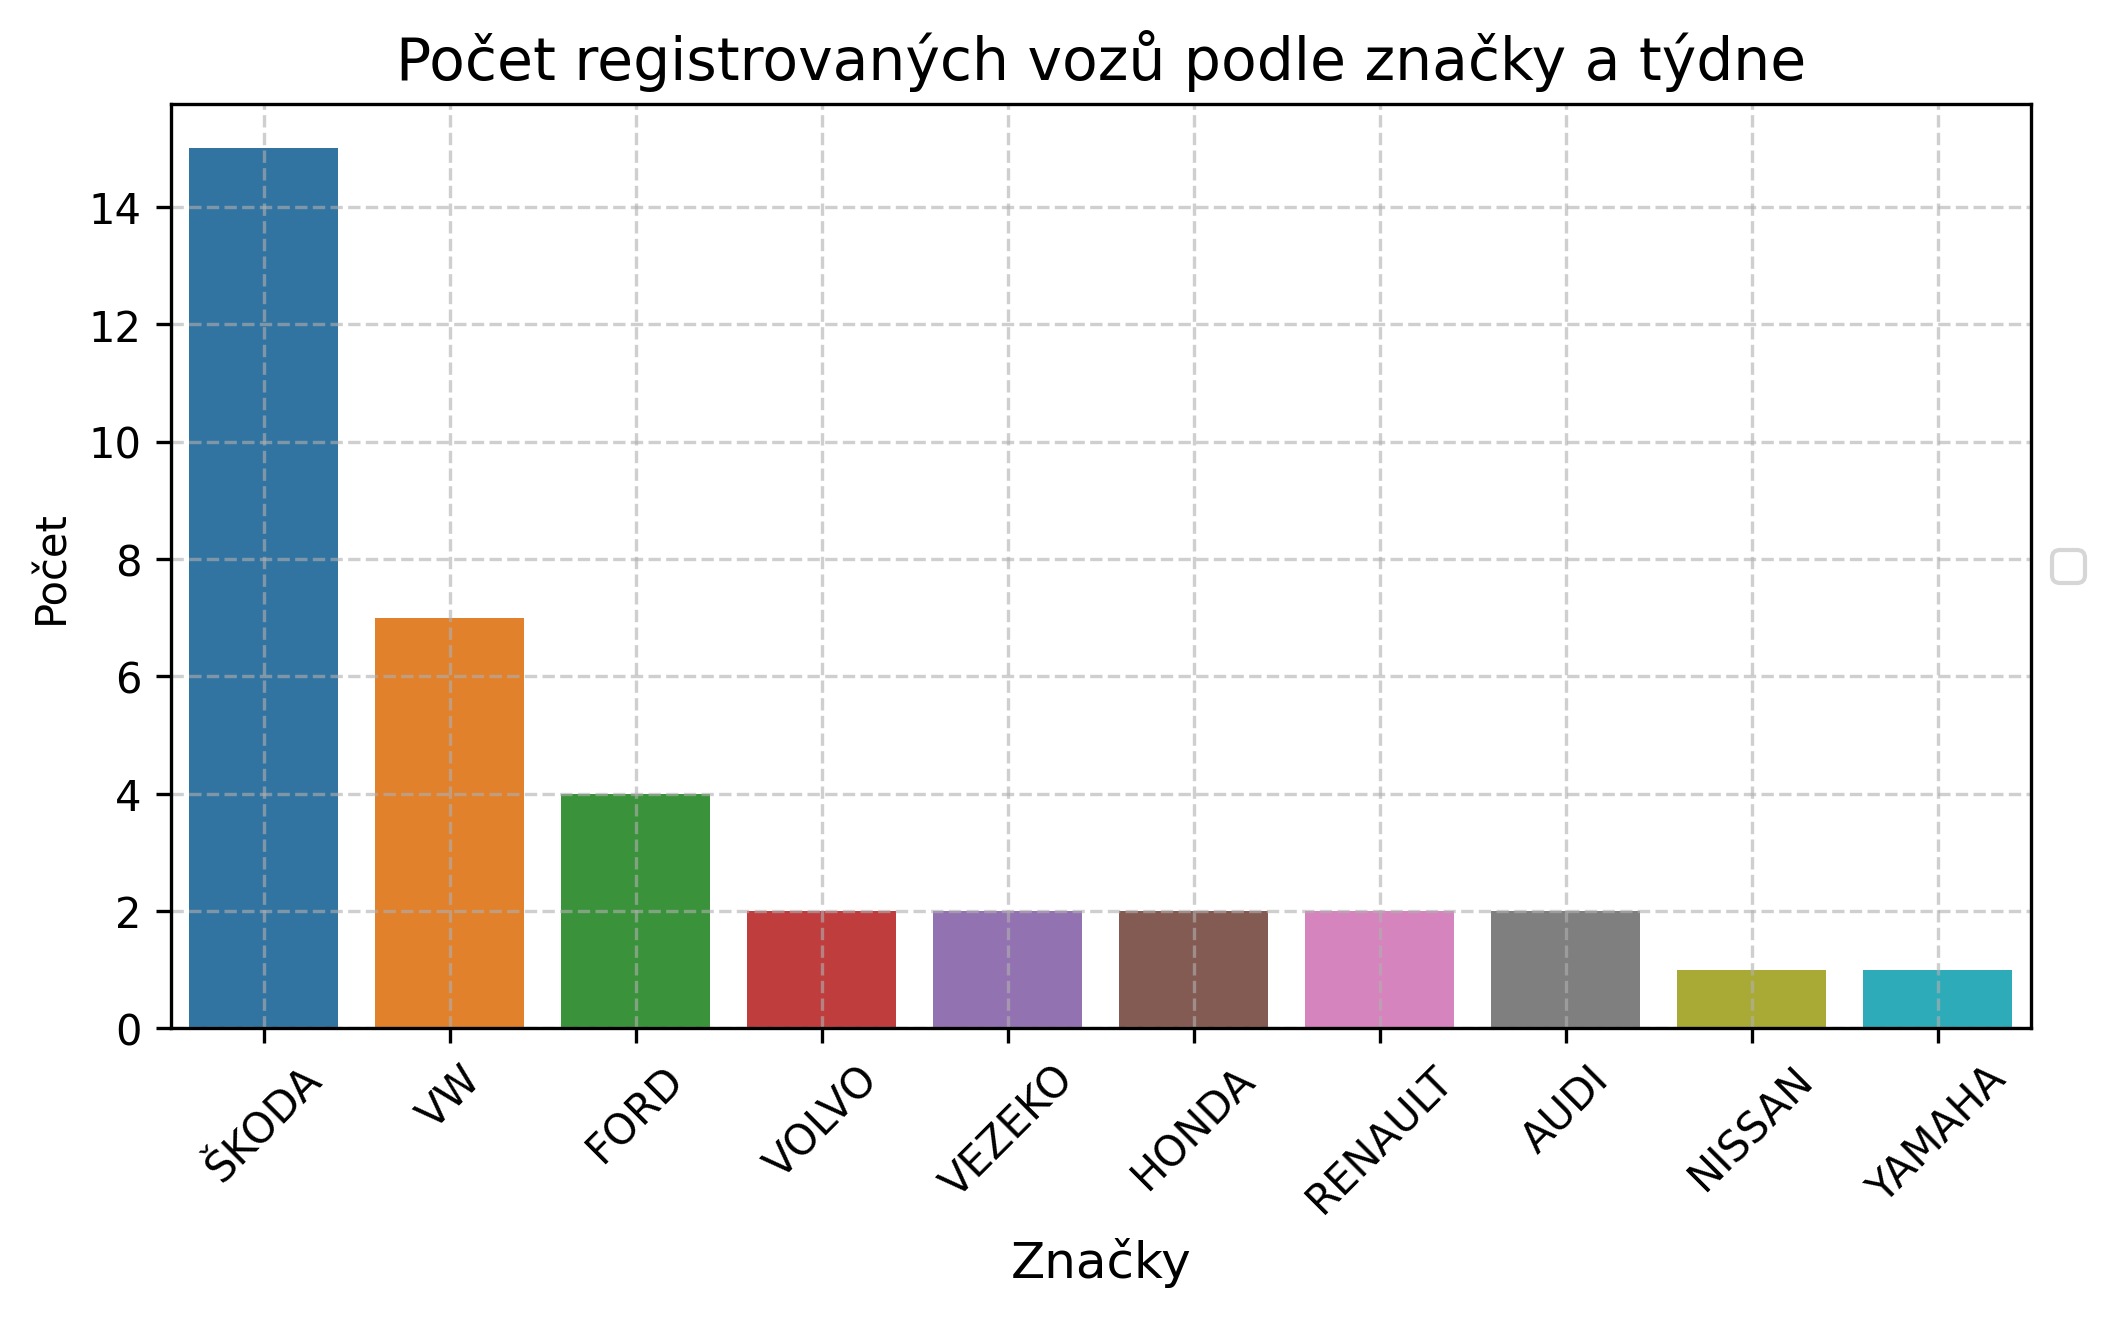 Počet registrovaných vozů podle značky a týdne
Počet
14
12
10
8
6
4
2
0
ŠKODA
VW
FORD
VOLVO
VEZEKO
HONDA
RENAULT
AUDI
NISSAN
YAMAHA
Značky